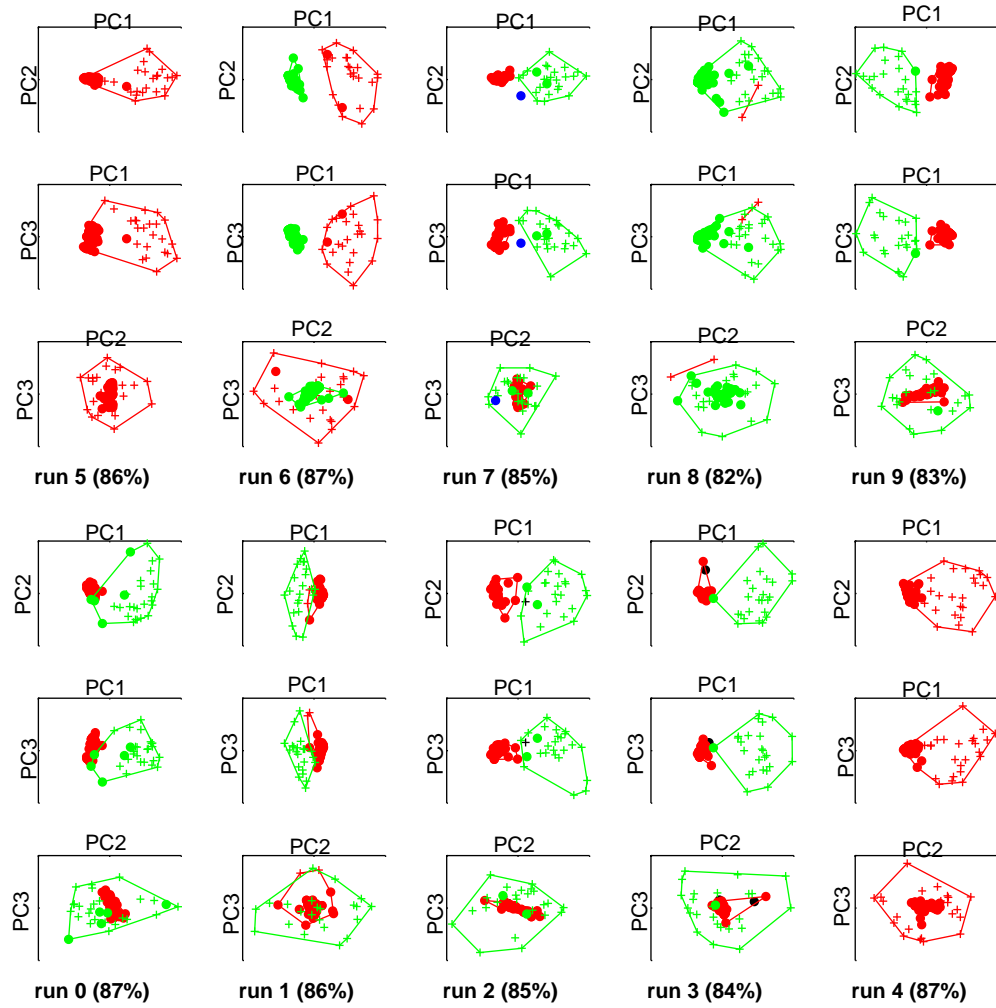 PC1 PC1 PC1 PC1 PC1
PC2 PC2 PC2 PC2 PC2
PC1 PC1 PC1 PC1 PC1
PC3 PC3 PC3 PC3 PC3
PC2 PC2 PC2 PC2 PC2
PC3 PC3 PC3 PC3 PC3
run 5 (86%) run 6 (87%) run 7 (85%) run 8 (82%) run 9 (83%)
PC1 PC1 PC1 PC1 PC1
PC2 PC2 PC2 PC2 PC2
PC1 PC1 PC1 PC1 PC1
PC3 PC3 PC3 PC3 PC3
PC2 PC2 PC2 PC2 PC2
PC3 PC3 PC3 PC3 PC3
run 0 (87%) run 1 (86%) run 2 (85%) run 3 (84%) run 4 (87%)